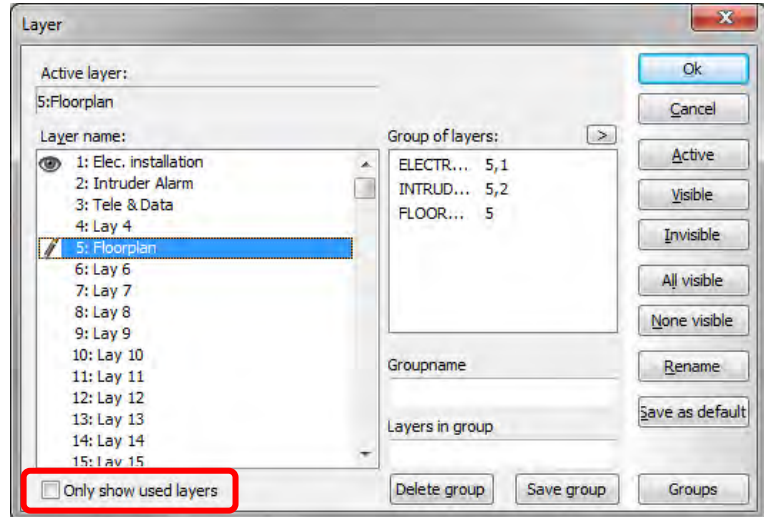 Layer
Active layer:
5:Floorplan
Layer name:
1: Elec. installation
2: Intruder Alarm
3: Tele & Data
4: Lay 4
5: Floorplan
6: Lay 6
7: Lay 7
8: Lay 8
9: Lay 9
10: Lay 10
11: Lay 11
12: Lay 12
13: Lay 13
14: Lay 14
15: Lay 15
Only show used layers
Group of layers: >
ELECTR... 5,1
INTRUD... 5,2
FLOOR... 5
Groupname
Layers in group
Delete group Save group
Ok
Cancel
Active
Visible
Invisible
All visible
None visible
Rename
Save as default
Groups